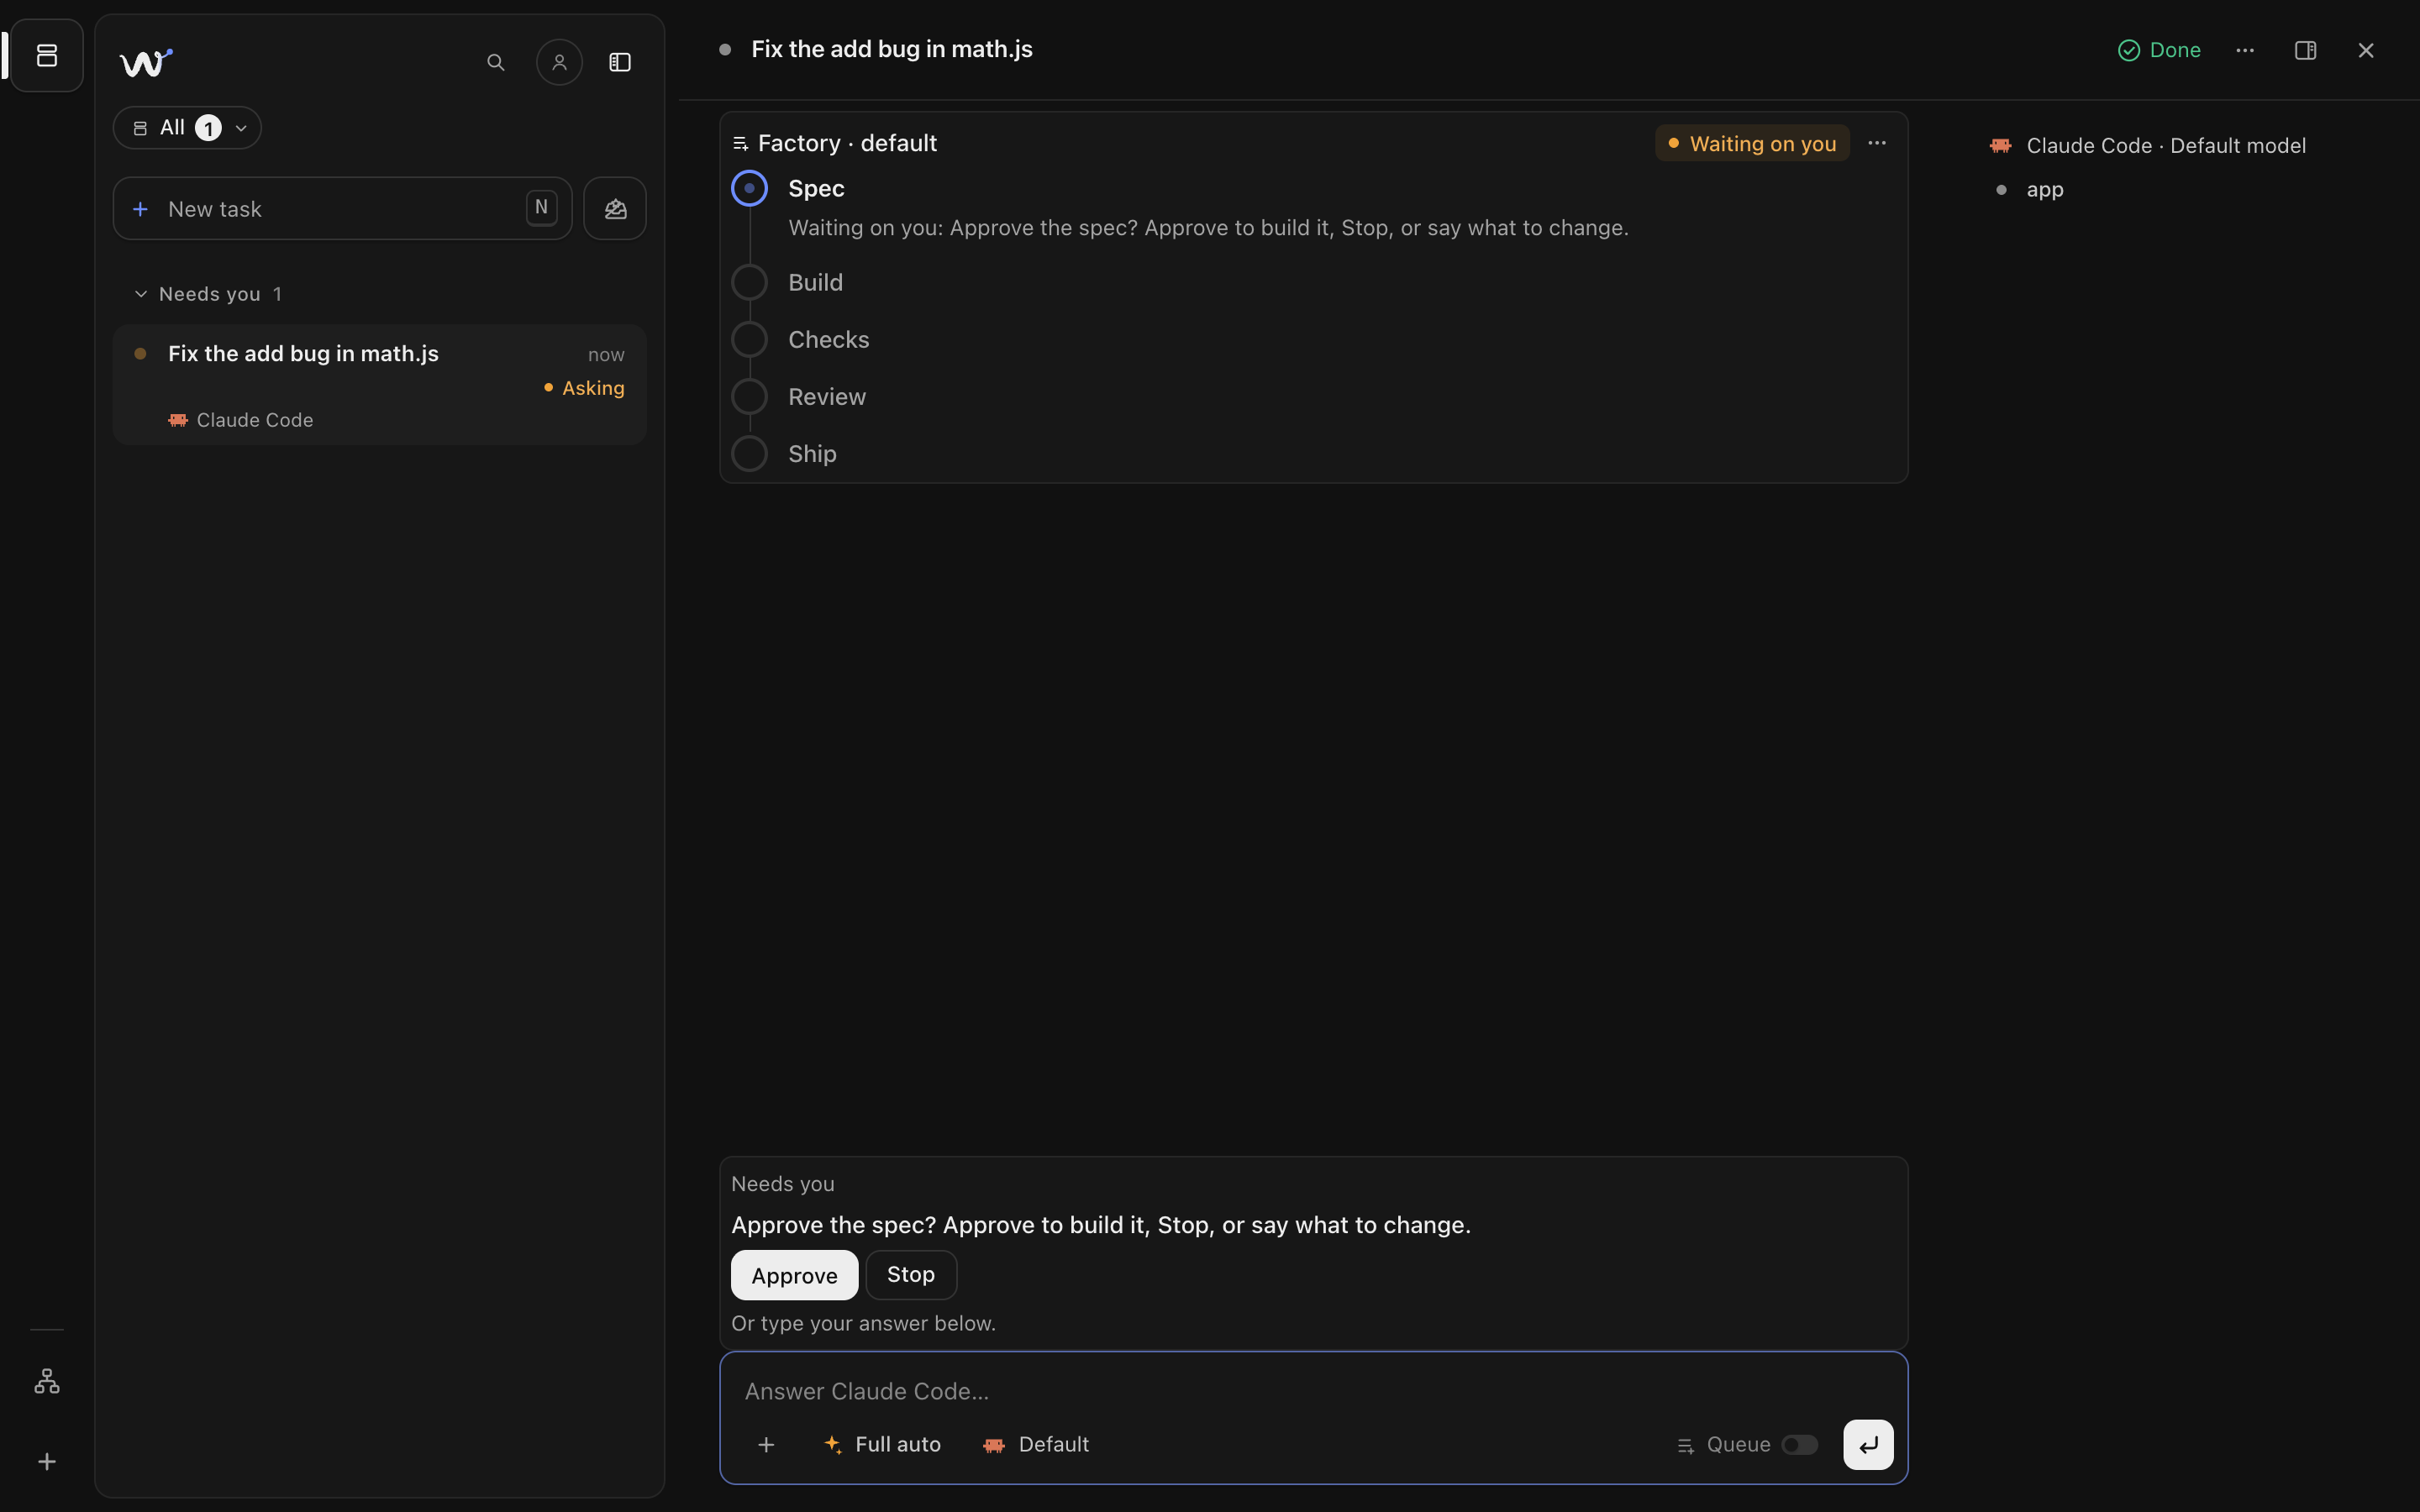 Fix the add bug in math.js
Done
All 1
New task N
Needs you 1
Fix the add bug in math.js now
Asking
Claude Code
Factory · default
Waiting on you
Spec
Waiting on you: Approve the spec? Approve to build it, Stop, or say what to change.
Build
Checks
Review
Ship
Claude Code · Default model
app
Needs you
Approve the spec? Approve to build it, Stop, or say what to change.
Approve Stop
Or type your answer below.
Answer Claude Code...
Full auto Default Queue